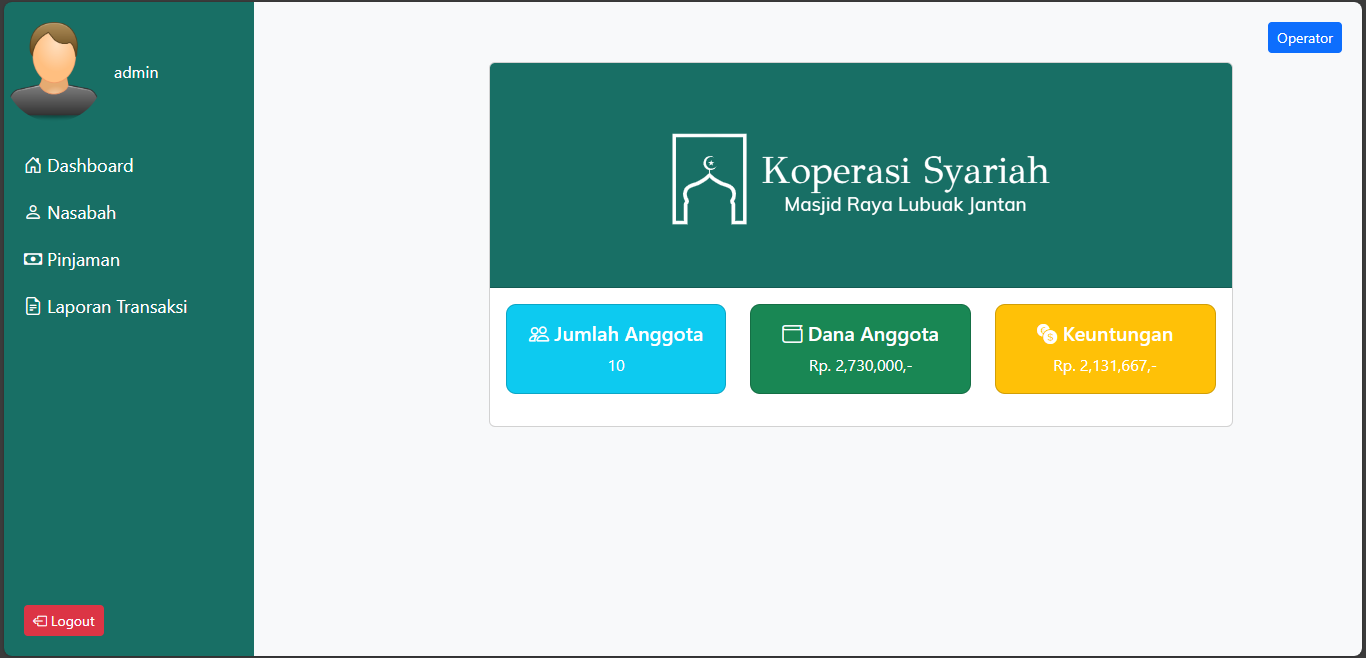 admin
Dashboard
Nasabah
Pinjaman
Laporan Transaksi
Logout
Operator
Koperasi Syariah
Masjid Raya Lubuak Jantan
Jumlah Anggota
10
Dana Anggota
Rp. 2,730,000,-
Keuntungan
Rp. 2,131,667,-